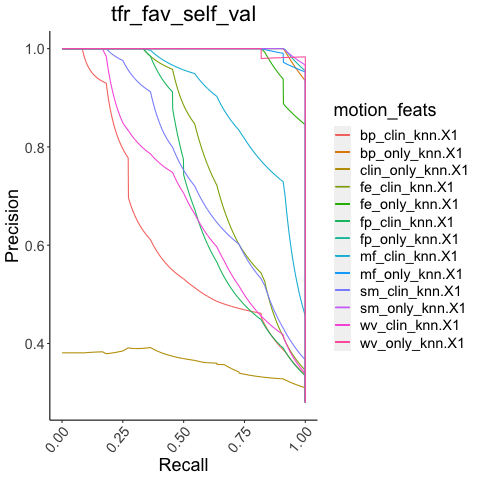 tfr_fav_self_val
1.0
0.8
0.6
0.4
Precision
0.00
0.25
0.50
0.75
1.00
Recall
motion_feats
bp_clin_knn.X1
bp_only_knn.X1
clin_only_knn.X1
fe_clin_knn.X1
fe_only_knn.X1
fp_clin_knn.X1
fp_only_knn.X1
mf_clin_knn.X1
mf_only_knn.X1
sm_clin_knn.X1
sm_only_knn.X1
wv_clin_knn.X1
wv_only_knn.X1